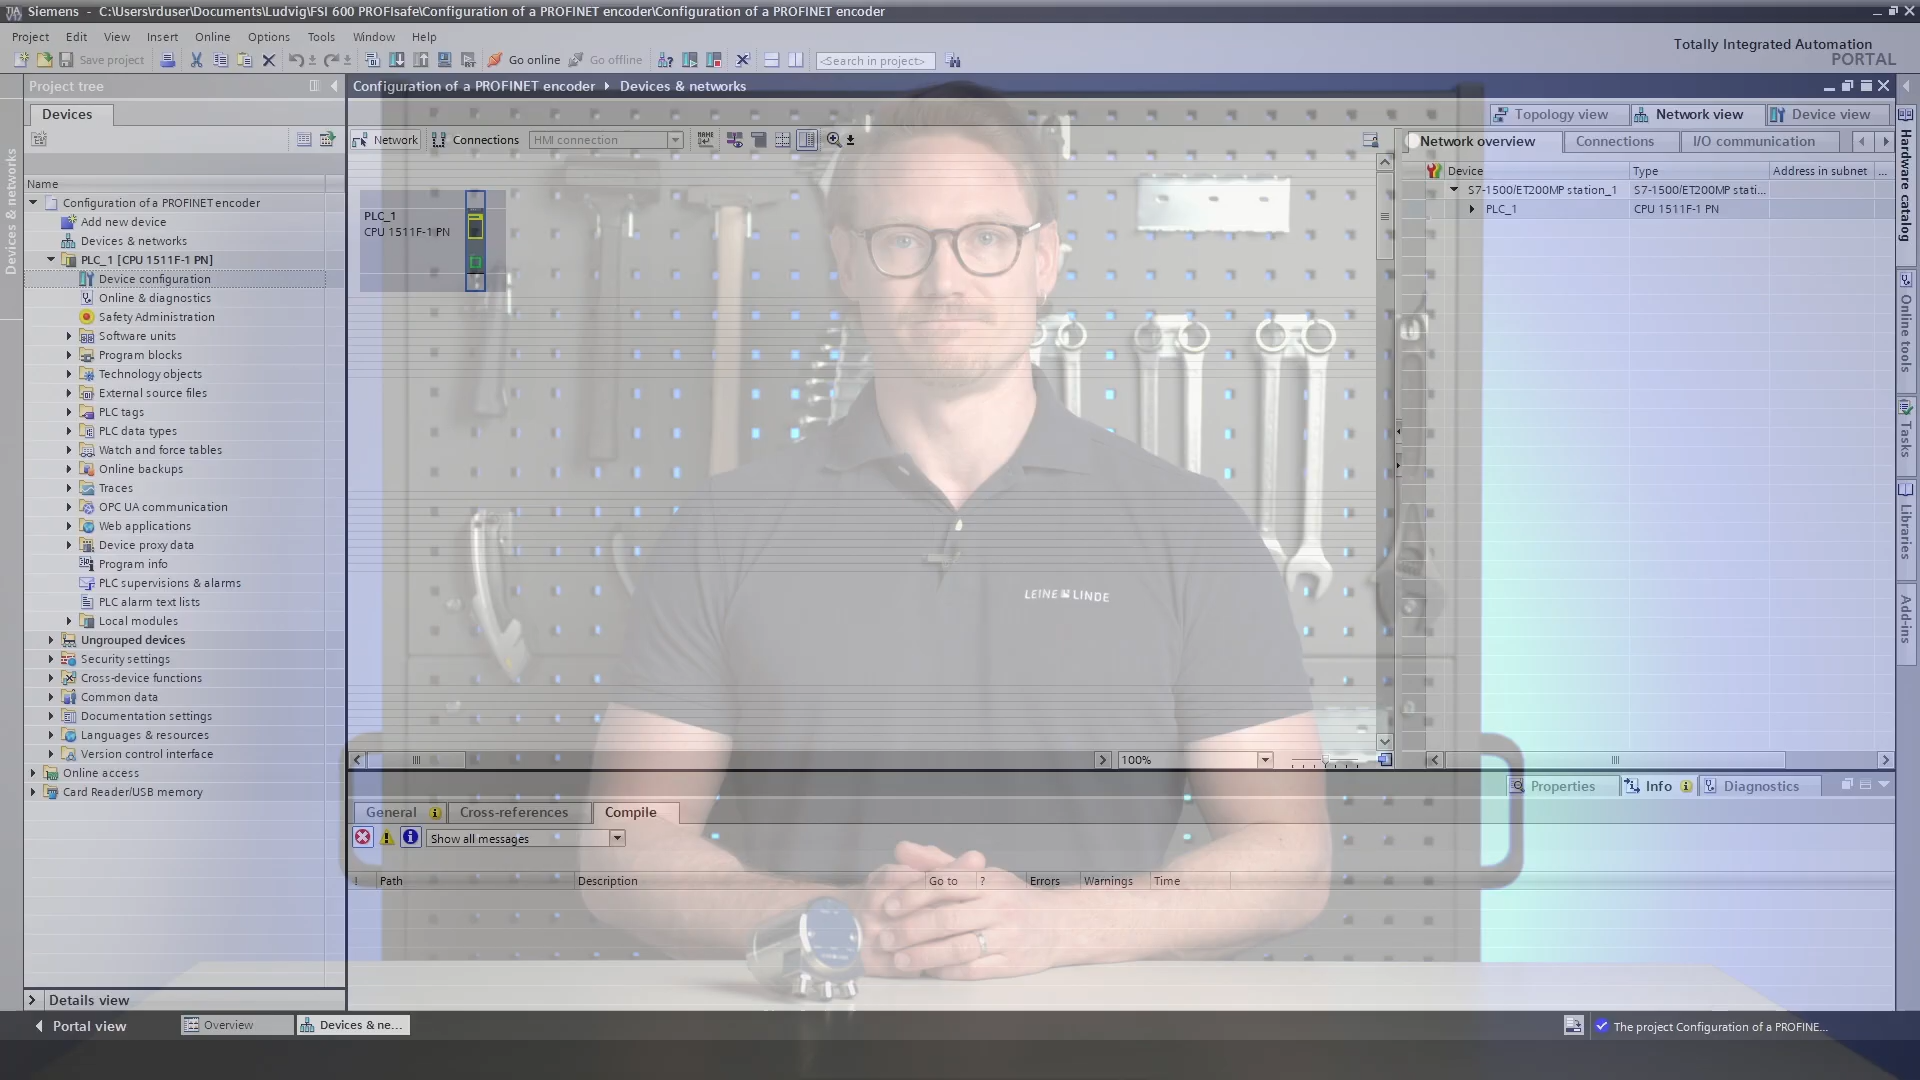 Siemens - C:\Users\rduser\Documents\Ludvig\FSI 600 PROFIsafe\Configuration of a PROFINET encoder\Configuration of a PROFINET encoder
Project Edit View Insert Online Options Tools Window Help
Totally Integrated Automation
PORTAL
Save project
Go online
Go offline
<Search in project>
Project tree
Configuration of a PROFINET encoder ▸ Devices & networks
Devices
Topology view
Network view
Device view
Network
Connections
HMI connection
100%
Network overview
Connections
I/O communication
Device
Type
Address in subnet
...
S7-1500/ET200MP station_1
S7-1500/ET200MP stati...
PLC_1
CPU 1511F-1 PN
PLC_1
CPU 1511F-1 PN
Name
Configuration of a PROFINET encoder
Add new device
Devices & networks
PLC_1 [CPU 1511F-1 PN]
Device configuration
Online & diagnostics
Safety Administration
Software units
Program blocks
Technology objects
External source files
PLC tags
PLC data types
Watch and force tables
Online backups
Traces
OPC UA communication
Web applications
Device proxy data
Program info
PLC supervisions & alarms
PLC alarm text lists
Local modules
Ungrouped devices
Security settings
Cross-device functions
Common data
Documentation settings
Languages & resources
Version control interface
Online access
Card Reader/USB memory
Devices & networks
Hardware catalog
Online tools
Tasks
Libraries
Add-ins
LEINE LINDE
Properties
Info
Diagnostics
General
Cross-references
Compile
Show all messages
! Path
Description
Go to
?
Errors
Warnings
Time
Details view
Portal view
Overview
Devices & ne...
The project Configuration of a PROFINE...